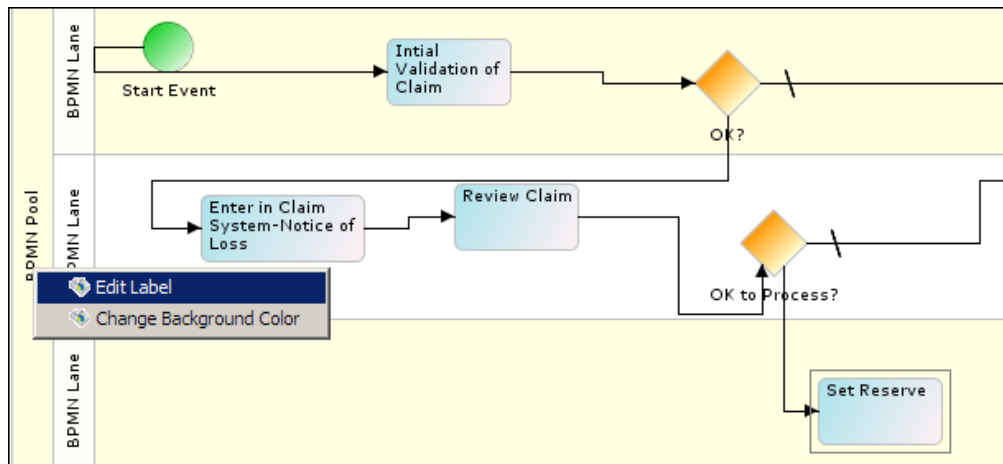 BPMN Pool
BPMN Lane
Start Event
Intial
Validation of
Claim
OK?
BPMN Lane
Enter in Claim
System-Notice of
Loss
Review Claim
OK to Process?
Edit Label
Change Background Color
BPMN Lane
Set Reserve